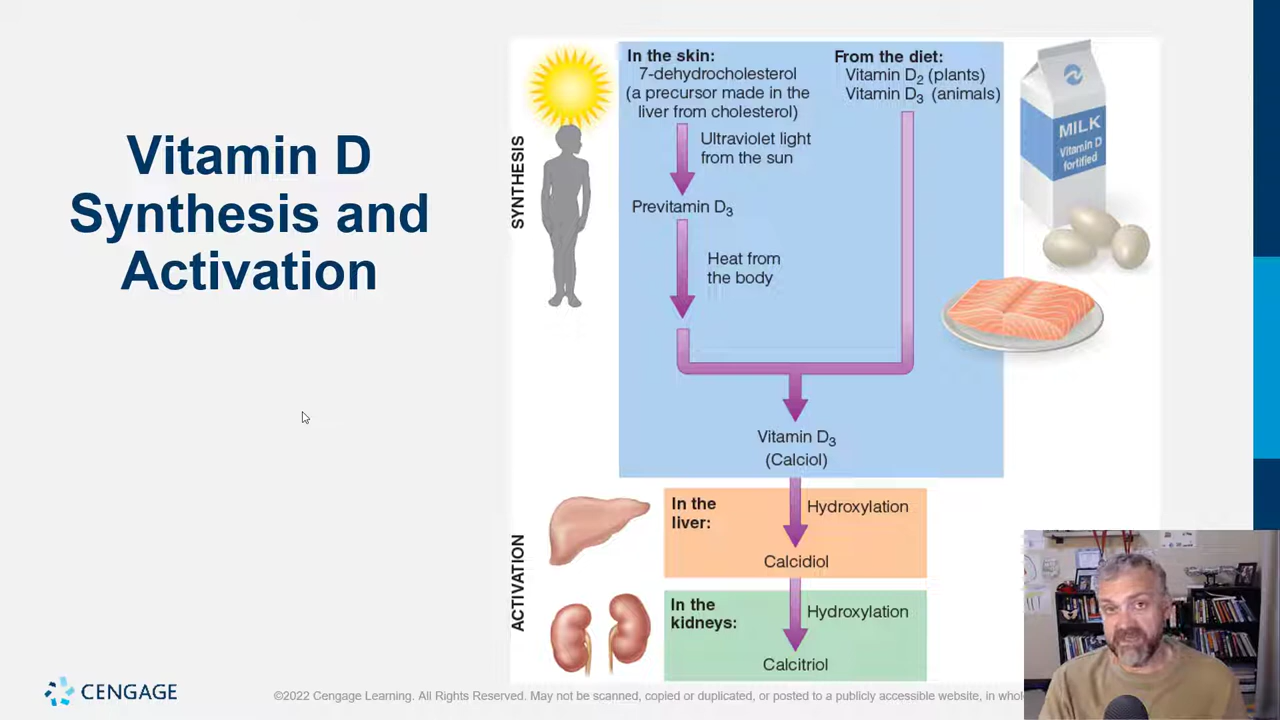 Vitamin D
Synthesis and
Activation
SYNTHESIS
In the skin:
7-dehydrocholesterol
(a precursor made in the
liver from cholesterol)
Ultraviolet light
from the sun
Previtamin D₃
Heat from
the body
From the diet:
Vitamin D₂ (plants)
Vitamin D₃ (animals)
MILK
Vitamin D
fortified
Vitamin D₃
(Calciol)
ACTIVATION
In the
liver:
Hydroxylation
Calcidiol
In the
kidneys:
Hydroxylation
Calcitriol
CENGAGE
©2022 Cengage Learning. All Rights Reserved. May not be scanned, copied or duplicated, or posted to a publicly accessible website, in